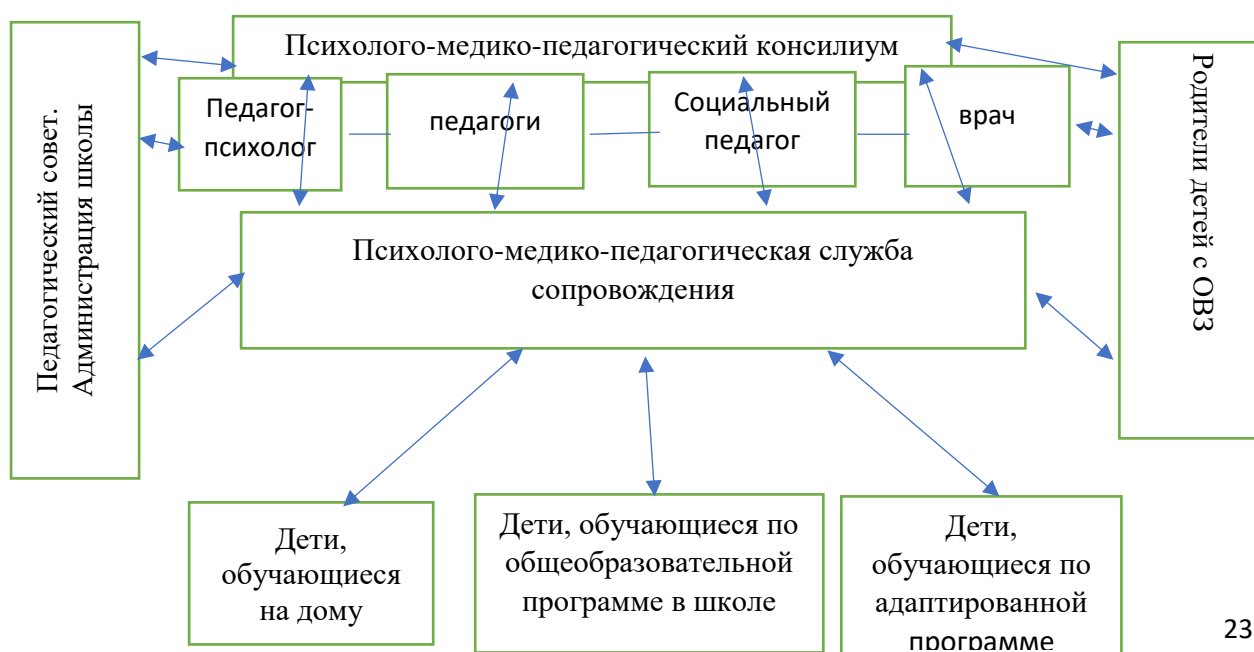 Психолого-медико-педагогический консилиум
Педагогический совет.
Администрация школы
Педагог-
психолог
педагоги
Социальный
педагог
врач
Родители детей с ОВЗ
Психолого-медико-педагогическая служба
сопровождения
Дети,
обучающиеся
на дому
Дети, обучающиеся по
общеобразовательной
программе в школе
Дети,
обучающиеся по
адаптированной
программе
23